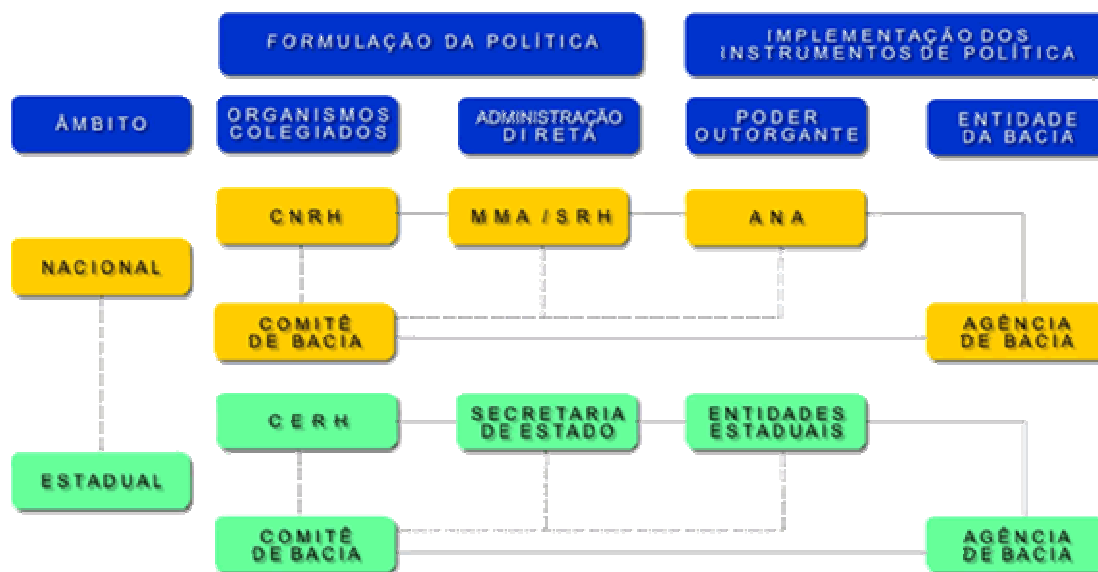 FORMULAÇÃO DA POLÍTICA
IMPLEMENTAÇÃO DOS
INSTRUMENTOS DE POLÍTICA
ÂMBITO
ORGANISMOS
COLEGIADOS
ADMINISTRAÇÃO
DIRETA
PODER
OUTORGANTE
ENTIDADE
DA BACIA
CNRH
MMA / SRH
ANA
NACIONAL
COMITÊ
DE BACIA
AGÊNCIA
DE BACIA
CERH
SECRETARIA
DE ESTADO
ENTIDADES
ESTADUAIS
ESTADUAL
COMITÊ
DE BACIA
AGÊNCIA
DE BACIA